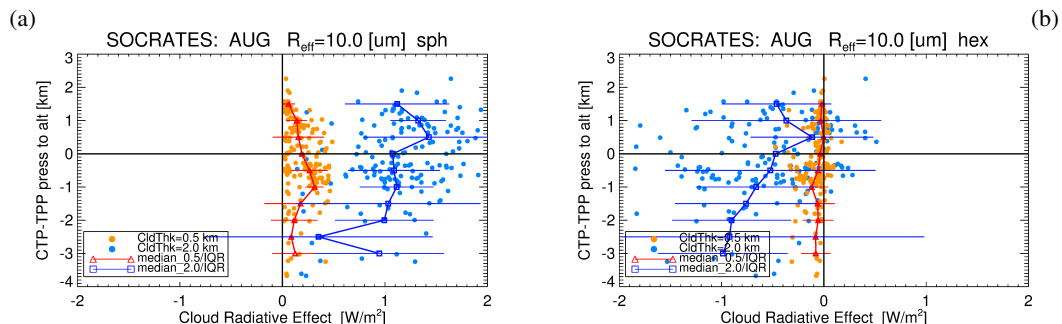 (a)
SOCRATES: AUG R_eff=10.0 [um] sph
CTP-TPP press to alt [km]
3
2
1
0
-1
-2
-3
-4
CldThk=0.5 km
CldThk=2.0 km
median_0.5/IQR
median_2.0/IQR
-2
-1
0
1
2
Cloud Radiative Effect [W/m²]
(b)
SOCRATES: AUG R_eff=10.0 [um] hex
CTP-TPP press to alt [km]
3
2
1
0
-1
-2
-3
-4
CldThk=0.5 km
CldThk=2.0 km
median_0.5/IQR
median_2.0/IQR
-2
-1
0
1
2
Cloud Radiative Effect [W/m²]